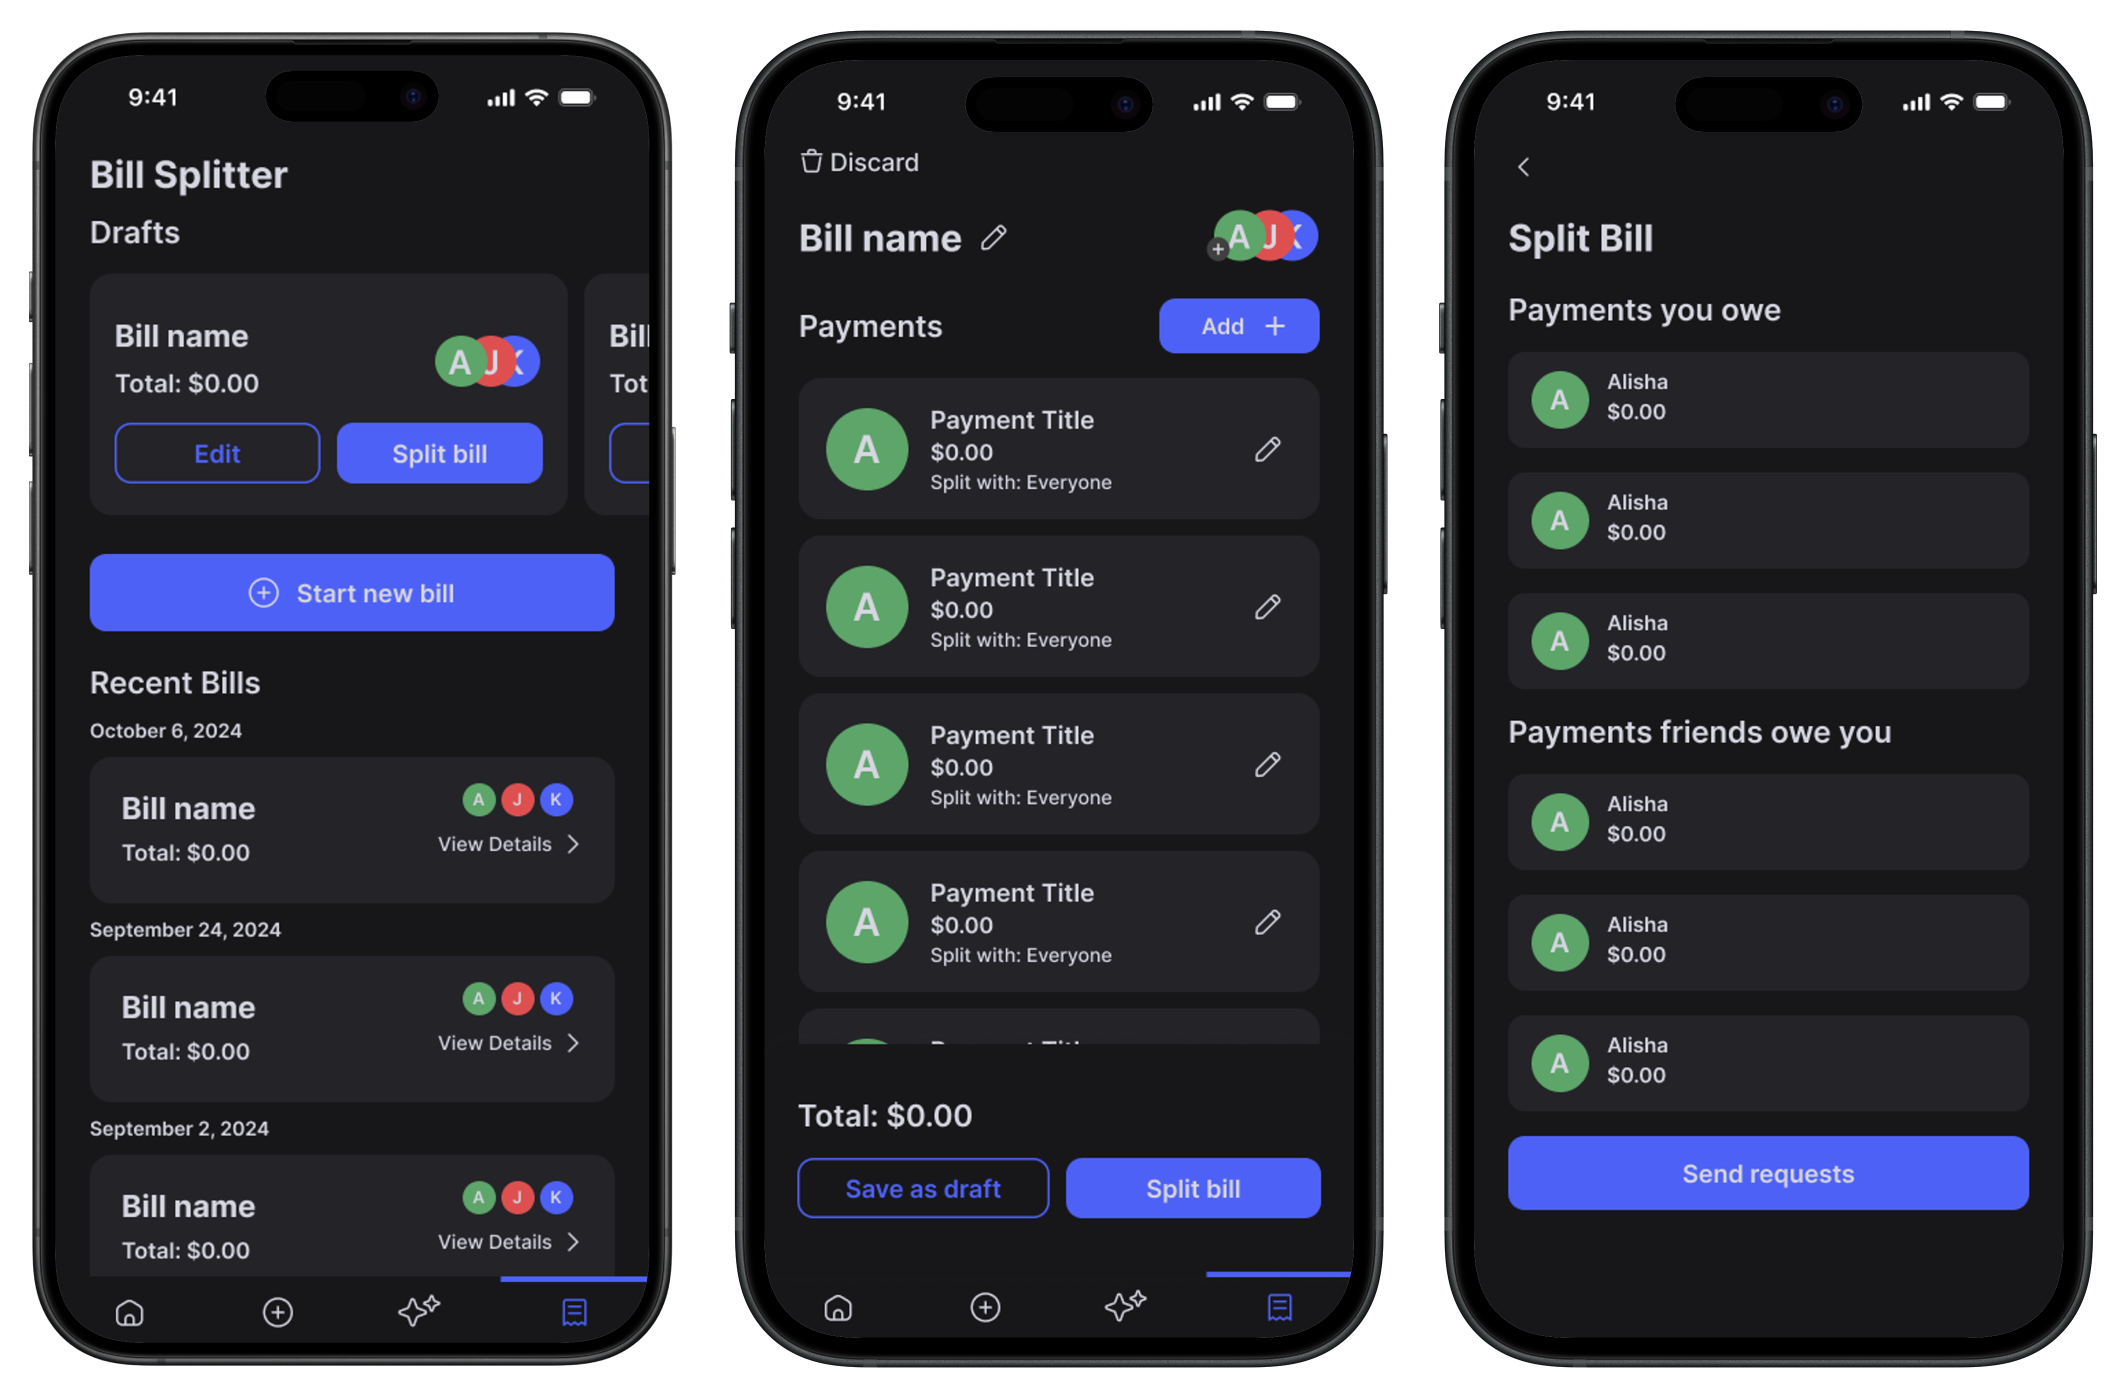 9:41
Bill Splitter
Drafts
Bill name
Total: $0.00
A J K
Edit
Split bill
Bill
Tot
Start new bill
Recent Bills
October 6, 2024
Bill name
Total: $0.00
A J K
View Details
September 24, 2024
Bill name
Total: $0.00
A J K
View Details
September 2, 2024
Bill name
Total: $0.00
A J K
View Details
9:41
Discard
Bill name
A J K
Payments
Add
A
Payment Title
$0.00
Split with: Everyone
A
Payment Title
$0.00
Split with: Everyone
A
Payment Title
$0.00
Split with: Everyone
A
Payment Title
$0.00
Split with: Everyone
Payment Title
Total: $0.00
Save as draft
Split bill
9:41
Split Bill
Payments you owe
A
Alisha
$0.00
A
Alisha
$0.00
A
Alisha
$0.00
Payments friends owe you
A
Alisha
$0.00
A
Alisha
$0.00
A
Alisha
$0.00
Send requests